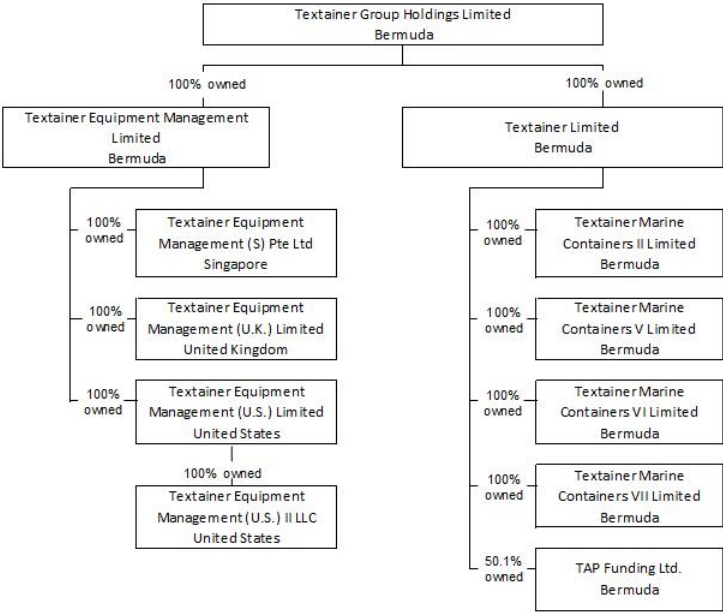 Textainer Group Holdings Limited
Bermuda
100% owned
100% owned
Textainer Equipment Management
Limited
Bermuda
Textainer Limited
Bermuda
100%
owned
Textainer Equipment
Management (S) Pte Ltd
Singapore
100%
owned
Textainer Equipment
Management (U.K.) Limited
United Kingdom
100%
owned
Textainer Equipment
Management (U.S.) Limited
United States
100% owned
Textainer Equipment
Management (U.S.) II LLC
United States
100%
owned
Textainer Marine
Containers II Limited
Bermuda
100%
owned
Textainer Marine
Containers V Limited
Bermuda
100%
owned
Textainer Marine
Containers VI Limited
Bermuda
100%
owned
Textainer Marine
Containers VII Limited
Bermuda
50.1%
owned
TAP Funding Ltd.
Bermuda